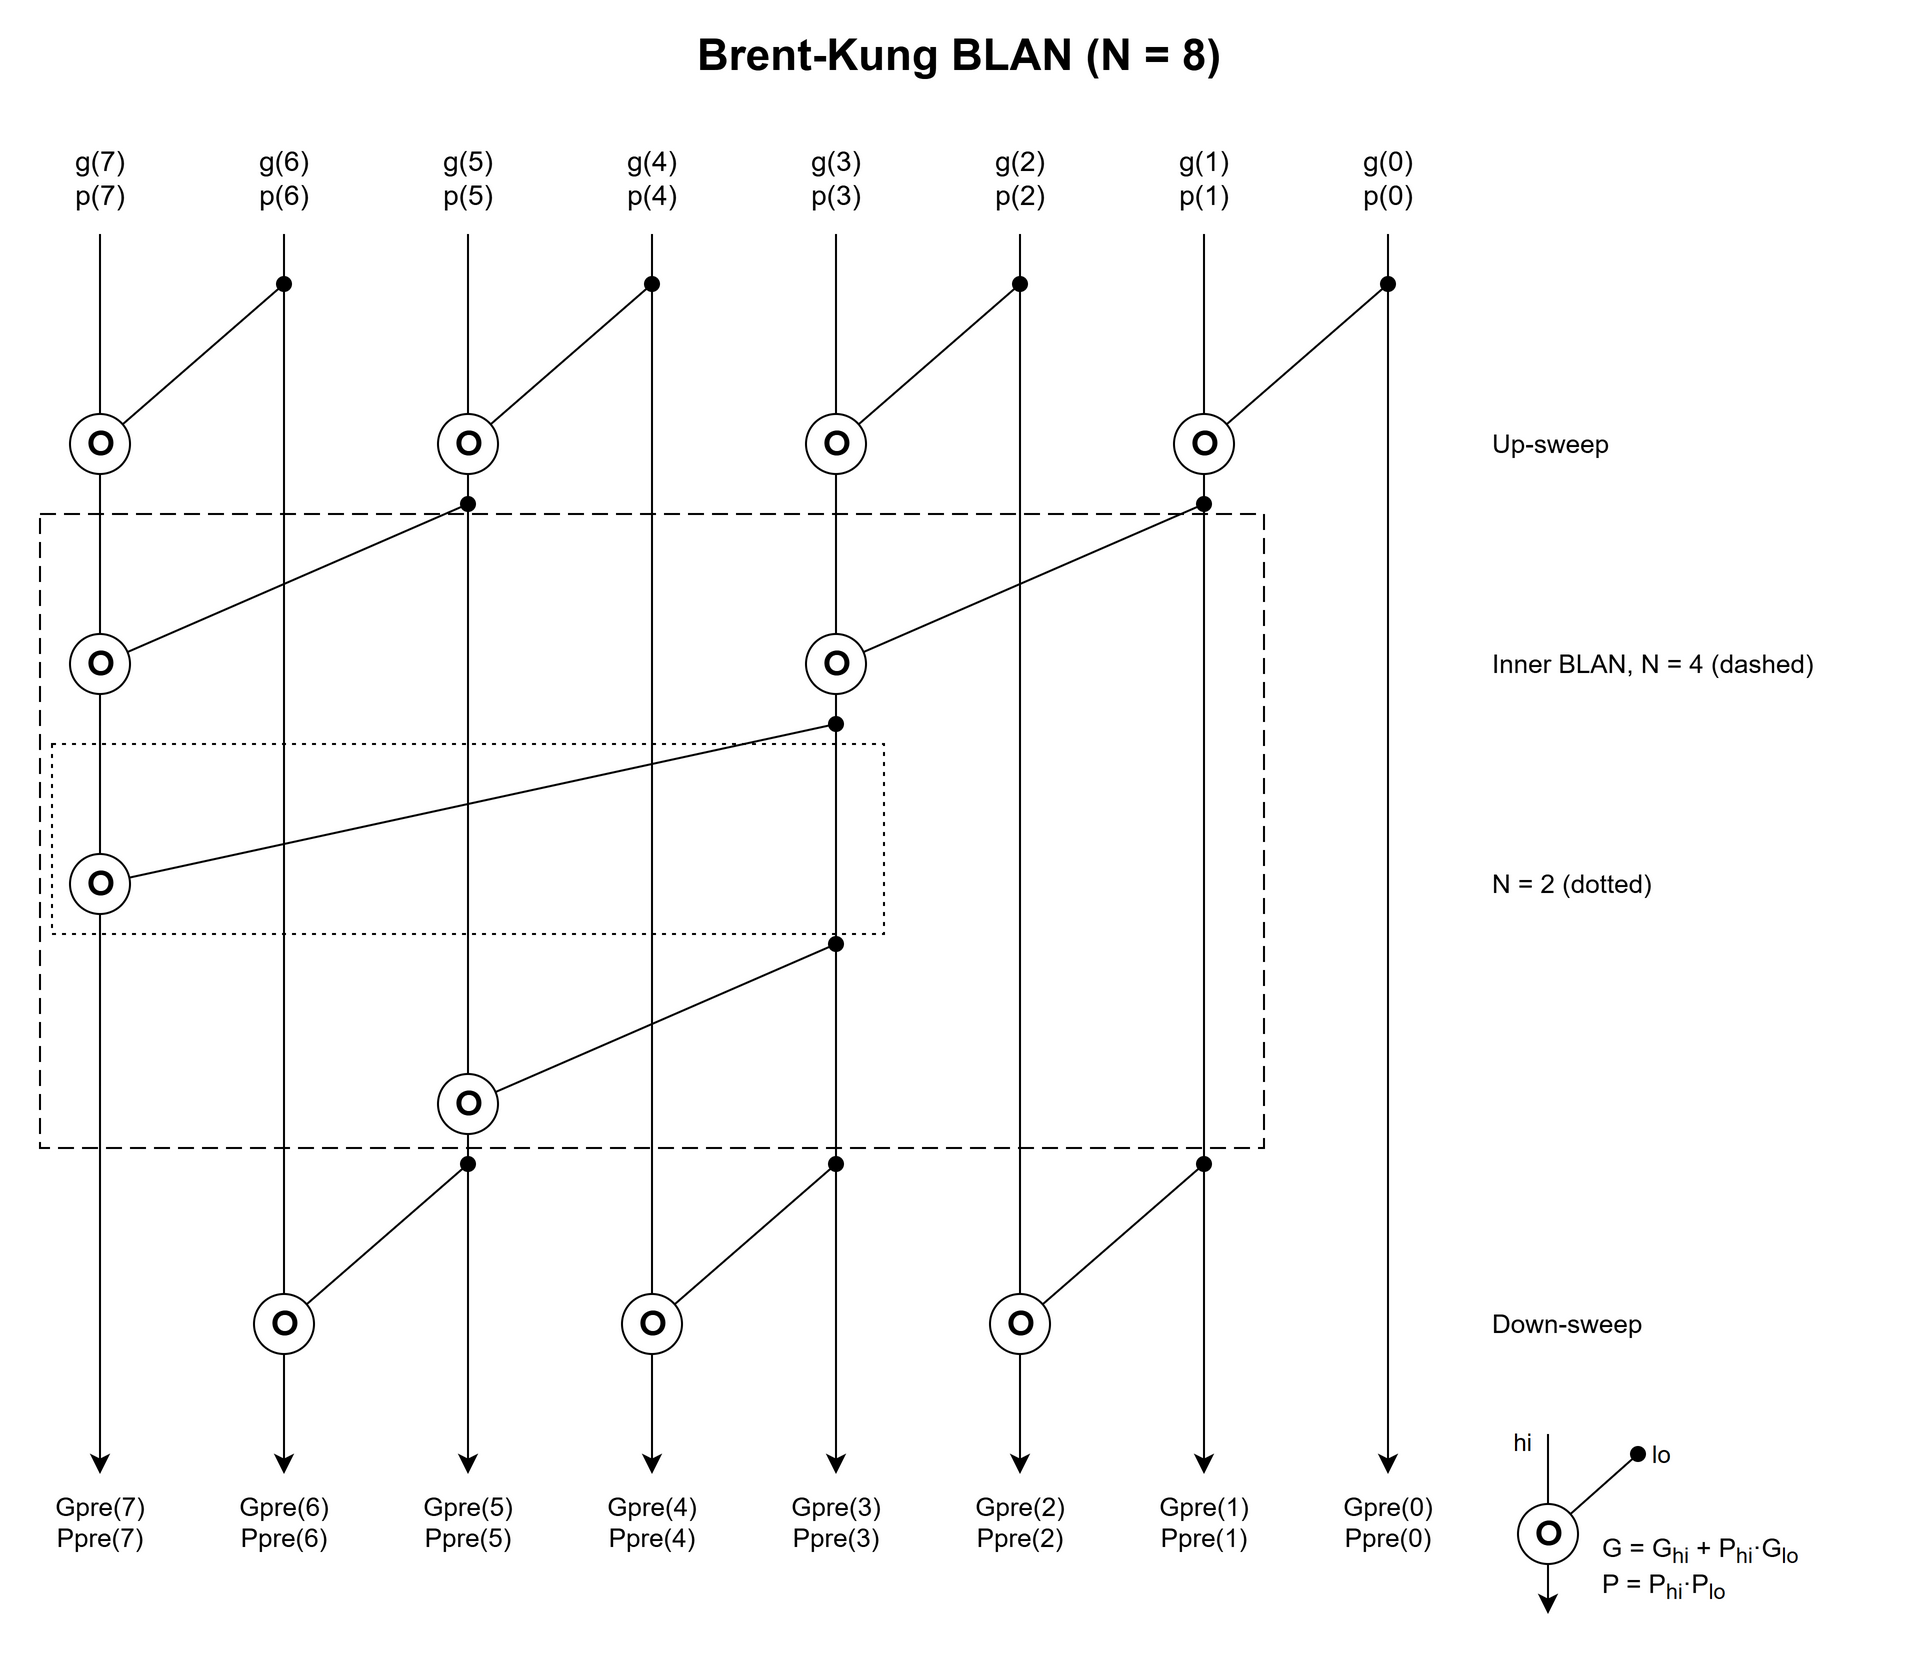 Brent-Kung BLAN (N = 8)
g(7) g(6) g(5) g(4) g(3) g(2) g(1) g(0)
p(7) p(6) p(5) p(4) p(3) p(2) p(1) p(0)
Up-sweep
Inner BLAN, N = 4 (dashed)
N = 2 (dotted)
Down-sweep
hi
lo
Gpre(7) Gpre(6) Gpre(5) Gpre(4) Gpre(3) Gpre(2) Gpre(1) Gpre(0)
Ppre(7) Ppre(6) Ppre(5) Ppre(4) Ppre(3) Ppre(2) Ppre(1) Ppre(0)
G = Ghi + Phi·Glo
P = Phi·Plo